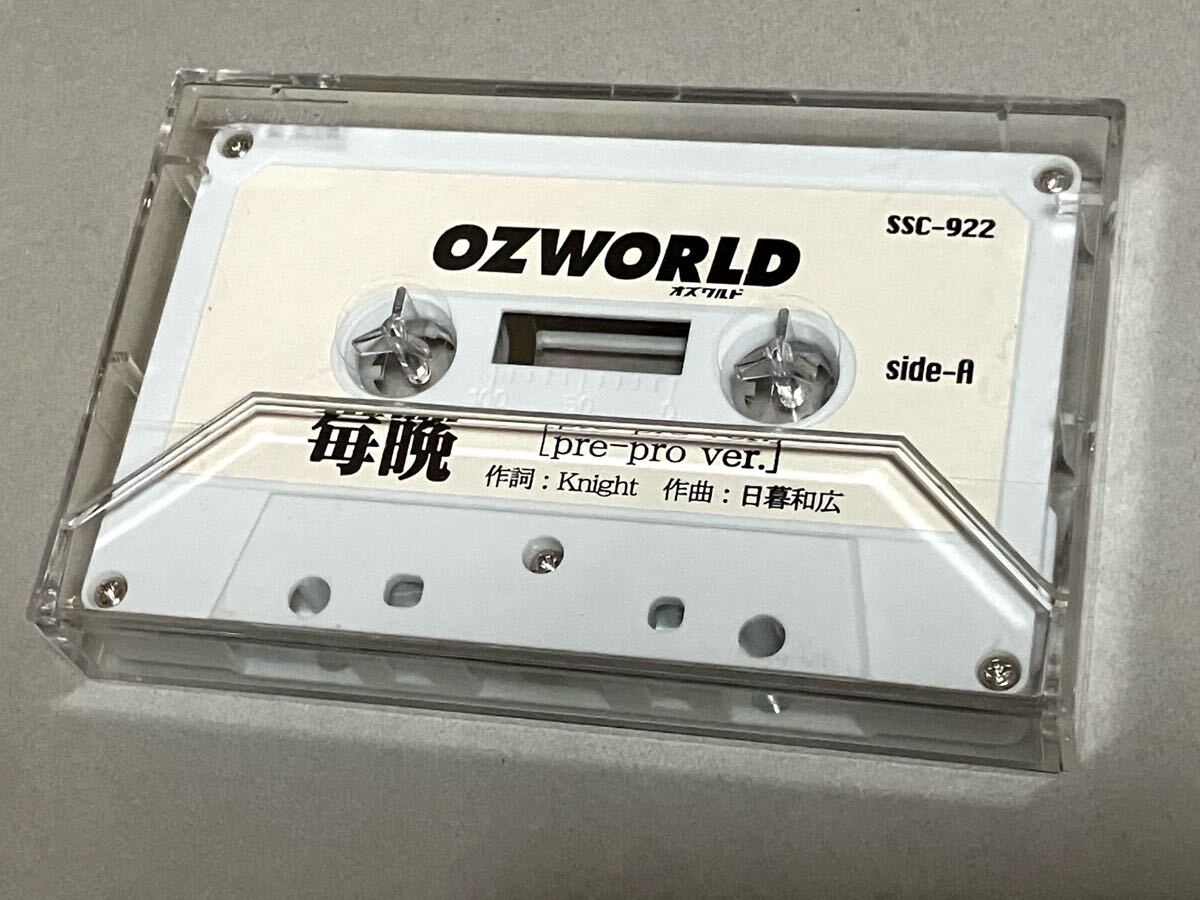 SSC-922
OZWORLD
オズワルド
side-A
100 50 0
毎晩 [pre-pro ver.]
作詞:Knight 作曲:日暮和広